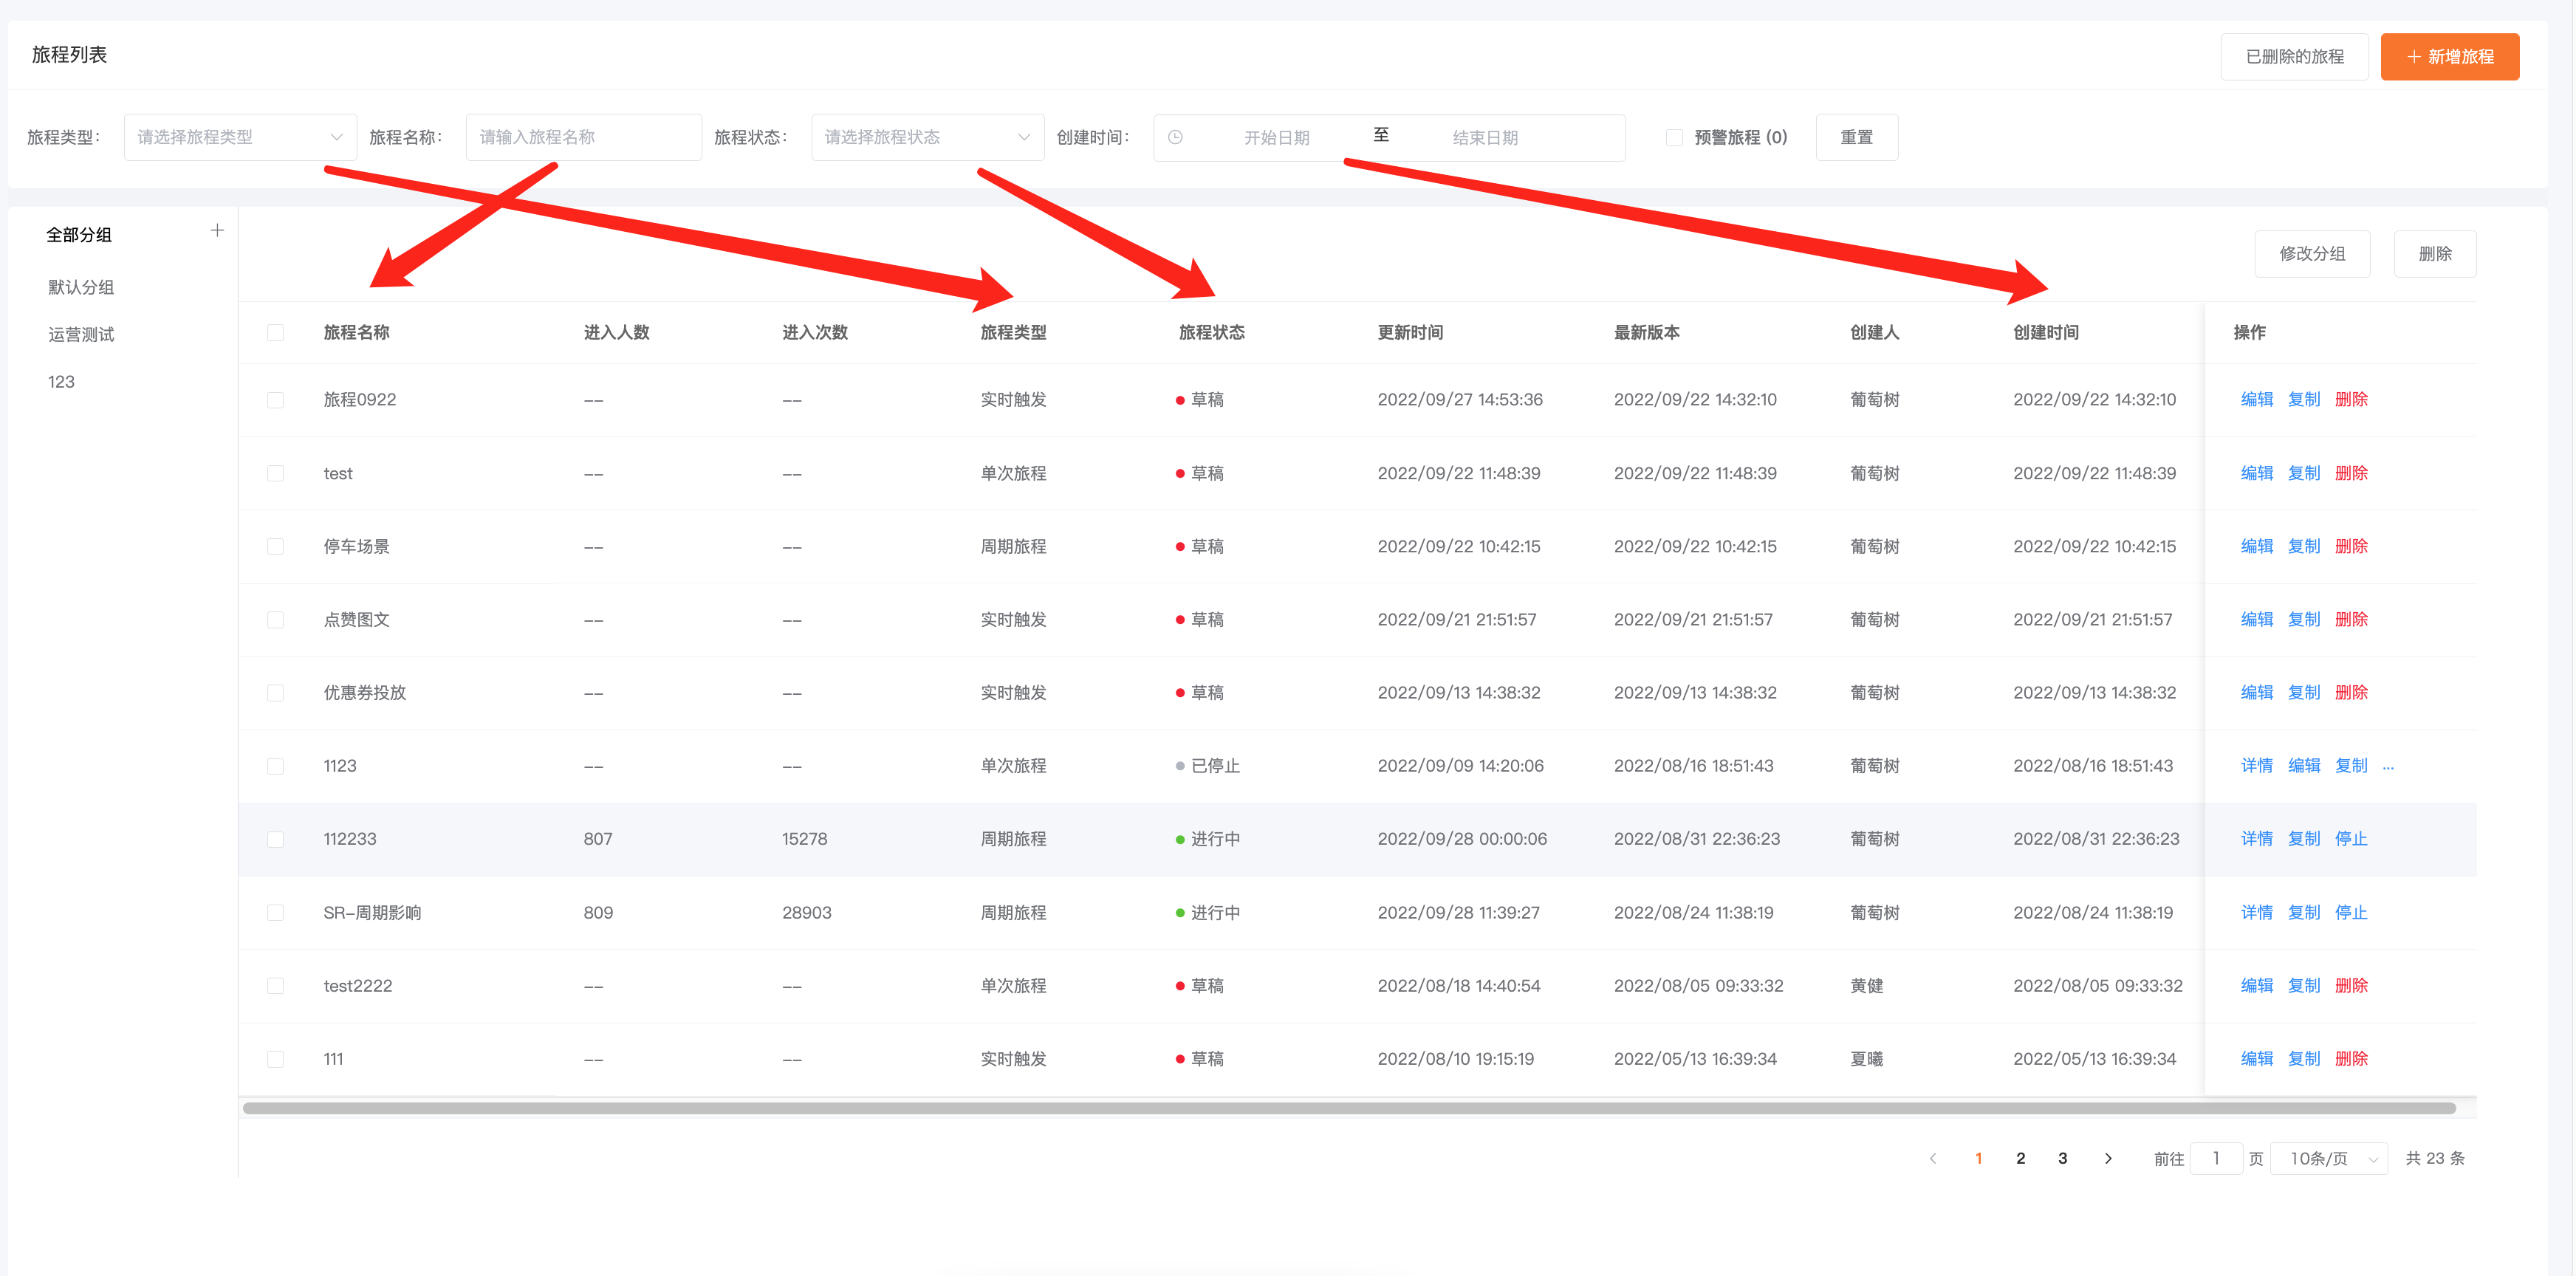 旅程列表 已删除的旅程 + 新增旅程
旅程类型： 请选择旅程类型 旅程名称： 请输入旅程名称 旅程状态： 请选择旅程状态 创建时间： 开始日期 至 结束日期 预警旅程 (0) 重置
全部分组 +
修改分组 删除
默认分组
运营测试
123
旅程名称 进入人数 进入次数 旅程类型 旅程状态 更新时间 最新版本 创建人 创建时间 操作
旅程0922 -- -- 实时触发 草稿 2022/09/27 14:53:36 2022/09/22 14:32:10 葡萄树 2022/09/22 14:32:10 编辑 复制 删除
test -- -- 单次旅程 草稿 2022/09/22 11:48:39 2022/09/22 11:48:39 葡萄树 2022/09/22 11:48:39 编辑 复制 删除
停车场景 -- -- 周期旅程 草稿 2022/09/22 10:42:15 2022/09/22 10:42:15 葡萄树 2022/09/22 10:42:15 编辑 复制 删除
点赞图文 -- -- 实时触发 草稿 2022/09/21 21:51:57 2022/09/21 21:51:57 葡萄树 2022/09/21 21:51:57 编辑 复制 删除
优惠券投放 -- -- 实时触发 草稿 2022/09/13 14:38:32 2022/09/13 14:38:32 葡萄树 2022/09/13 14:38:32 编辑 复制 删除
1123 -- -- 单次旅程 已停止 2022/09/09 14:20:06 2022/08/16 18:51:43 葡萄树 2022/08/16 18:51:43 详情 编辑 复制 ...
112233 807 15278 周期旅程 进行中 2022/09/28 00:00:06 2022/08/31 22:36:23 葡萄树 2022/08/31 22:36:23 详情 复制 停止
SR-周期影响 809 28903 周期旅程 进行中 2022/09/28 11:39:27 2022/08/24 11:38:19 葡萄树 2022/08/24 11:38:19 详情 复制 停止
test2222 -- -- 单次旅程 草稿 2022/08/18 14:40:54 2022/08/05 09:33:32 黄健 2022/08/05 09:33:32 编辑 复制 删除
111 -- -- 实时触发 草稿 2022/08/10 19:15:19 2022/05/13 16:39:34 夏曦 2022/05/13 16:39:34 编辑 复制 删除
1 2 3 前往 1 页 10条/页 共 23 条